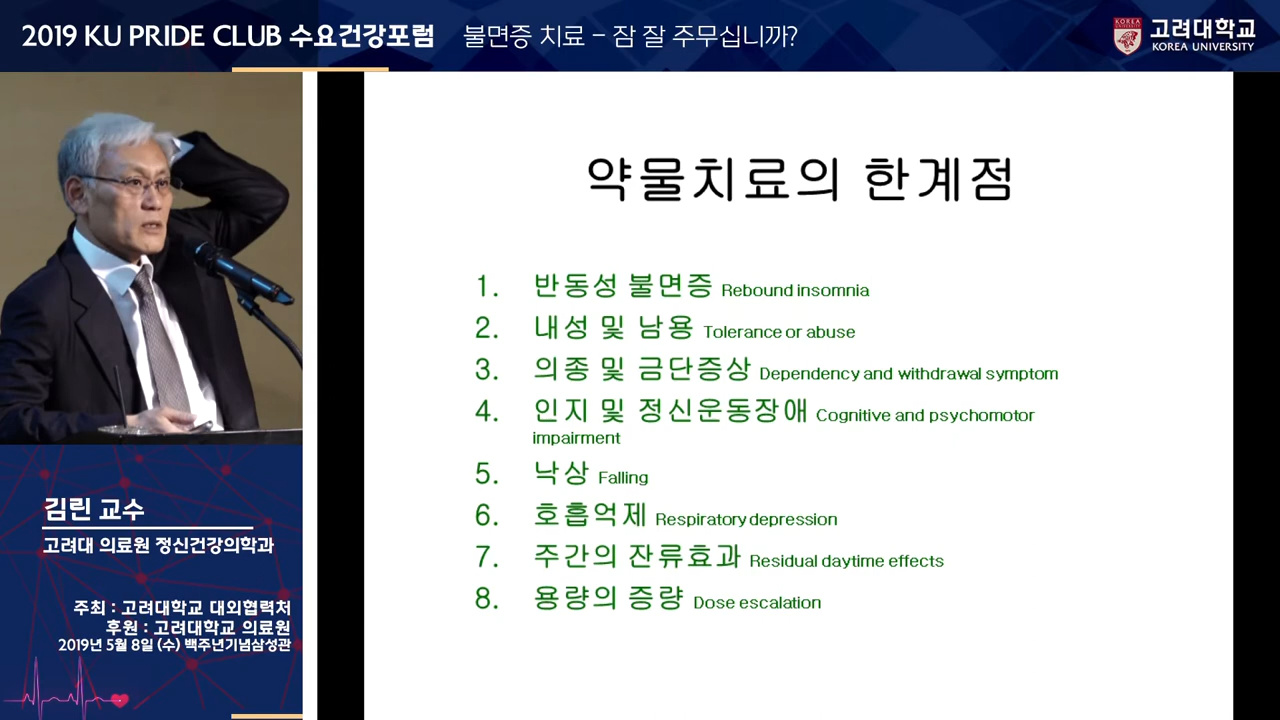 2019 KU PRIDE CLUB 수요건강포럼 불면증 치료 – 잠 잘 주무십니까?
KOREA
고려대학교
KOREA UNIVERSITY
약물치료의 한계점
1. 반동성 불면증 Rebound insomnia
2. 내성 및 남용 Tolerance or abuse
3. 의종 및 금단증상 Dependency and withdrawal symptom
4. 인지 및 정신운동장애 Cognitive and psychomotor
impairment
5. 낙상 Falling
6. 호흡억제 Respiratory depression
7. 주간의 잔류효과 Residual daytime effects
8. 용량의 증량 Dose escalation
김린 교수
고려대 의료원 정신건강의학과
주최 : 고려대학교 대외협력처
후원 : 고려대학교 의료원
2019년 5월 8일 (수) 백주년기념삼성관